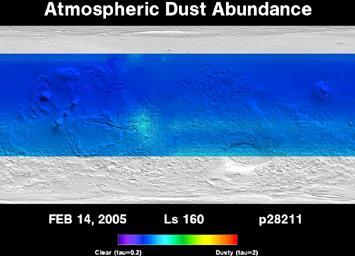 Atmospheric Dust Abundance
FEB 14, 2005 Ls 160 p28211
Clear (tau=0.2) Dusty (tau=2)